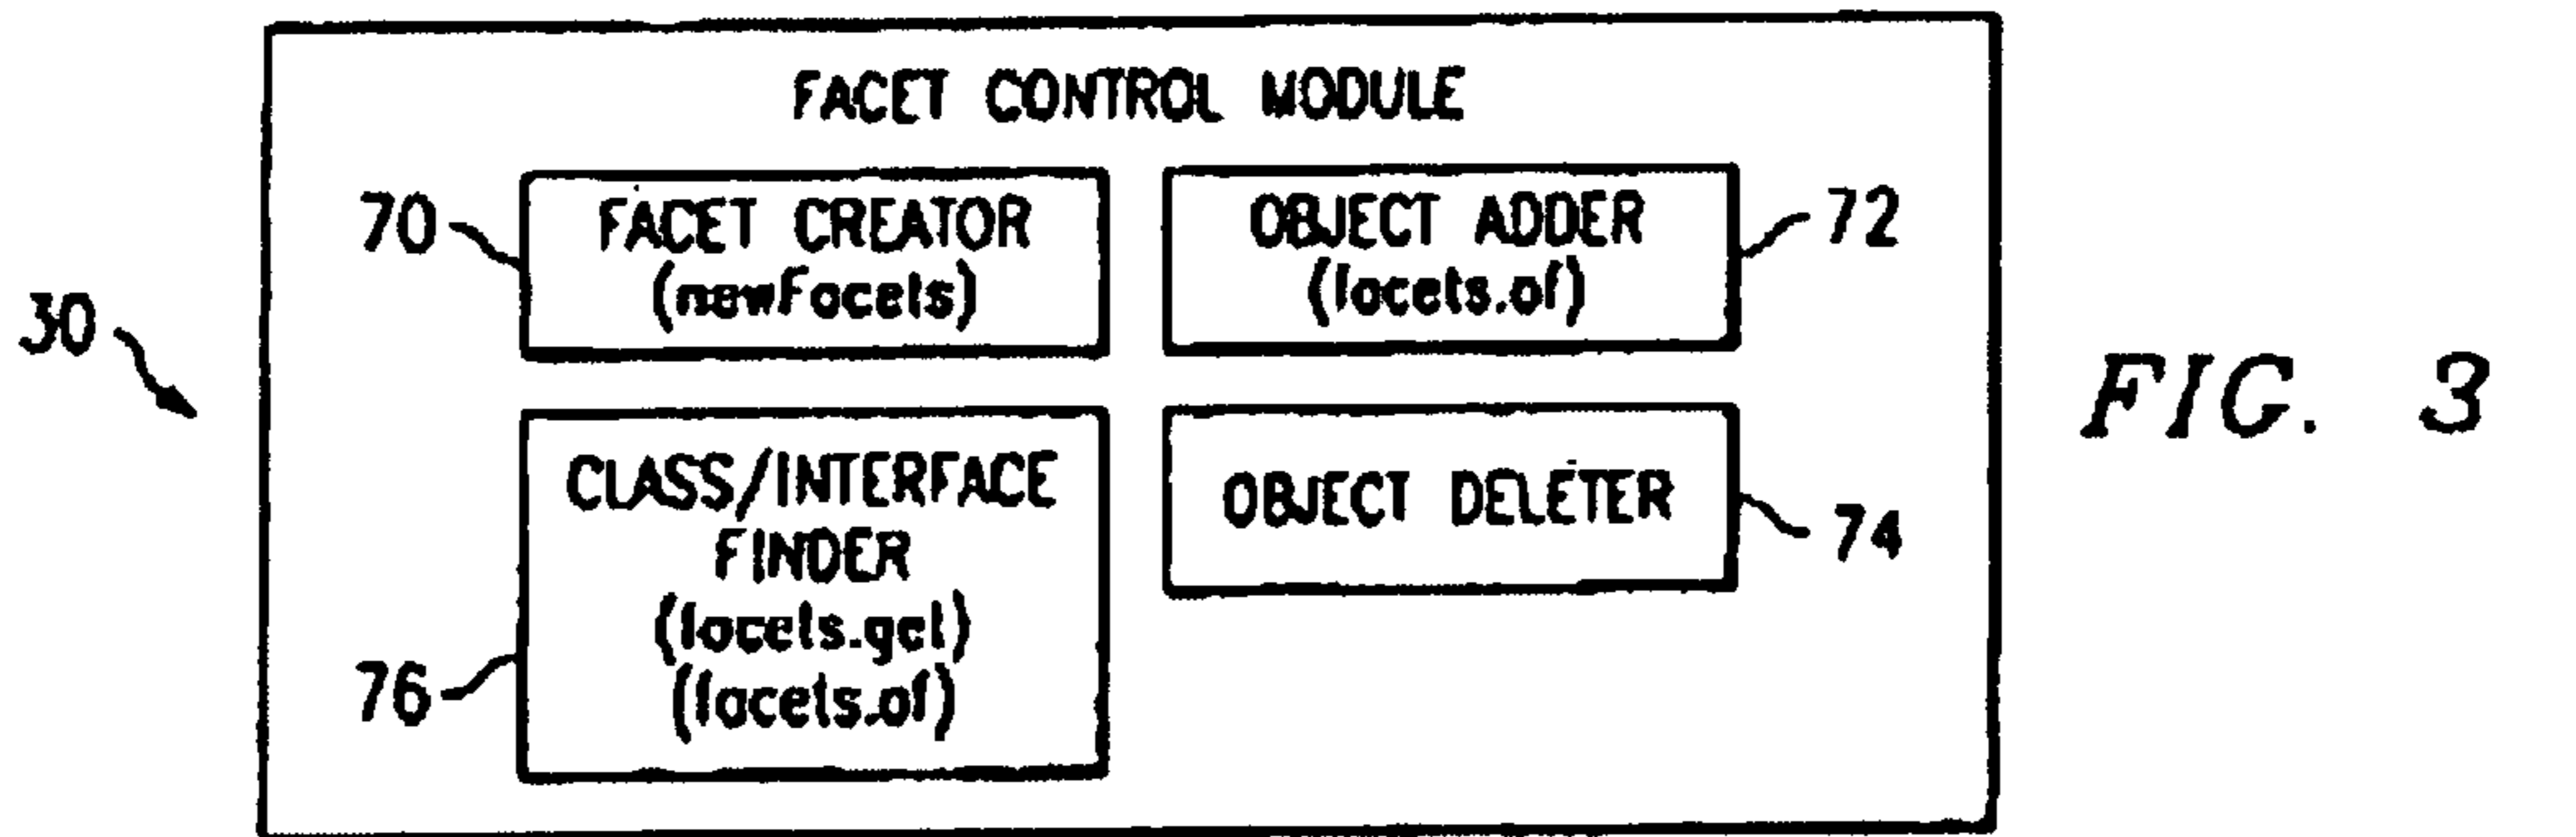 FACET CONTROL MODULE
70
FACET CREATOR
(newFacets)
OBJECT ADDER
(facets.of)
72
30
CLASS/INTERFACE
FINDER
(facets.get)
(facets.of)
76
OBJECT DELETER
74
FIG. 3